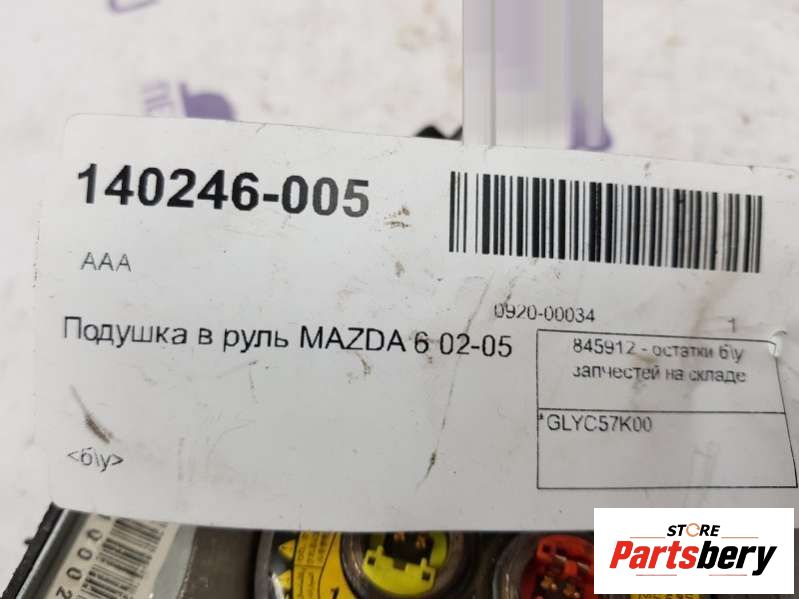 140246-005
AAA
0920-00034
1
Подушка в руль MAZDA 6 02-05
845912 - остатки б\у
запчестей на складе
*GLYC57K00
<б\у>
1
STORE
Partsbery